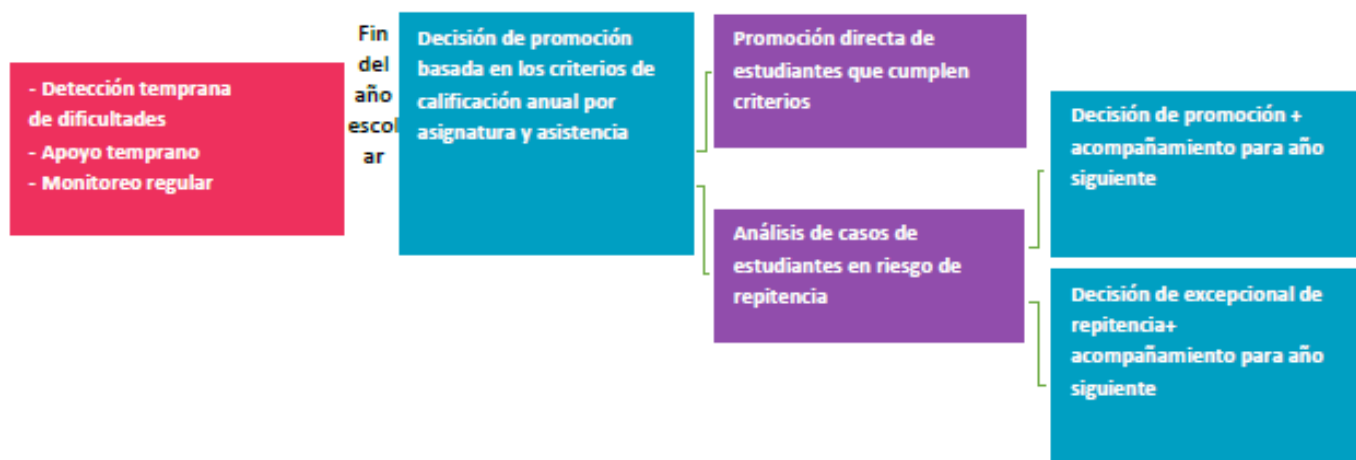 - Detección temprana
de dificultades
- Apoyo temprano
- Monitoreo regular
Fin
del
año
escol
ar
Decisión de promoción
basada en los criterios de
calificación anual por
asignatura y asistencia
Promoción directa de
estudiantes que cumplen
criterios
Análisis de casos de
estudiantes en riesgo de
repitencia
Decisión de promoción +
acompañamiento para año
siguiente
Decisión de excepcional de
repitencia+
acompañamiento para año
siguiente